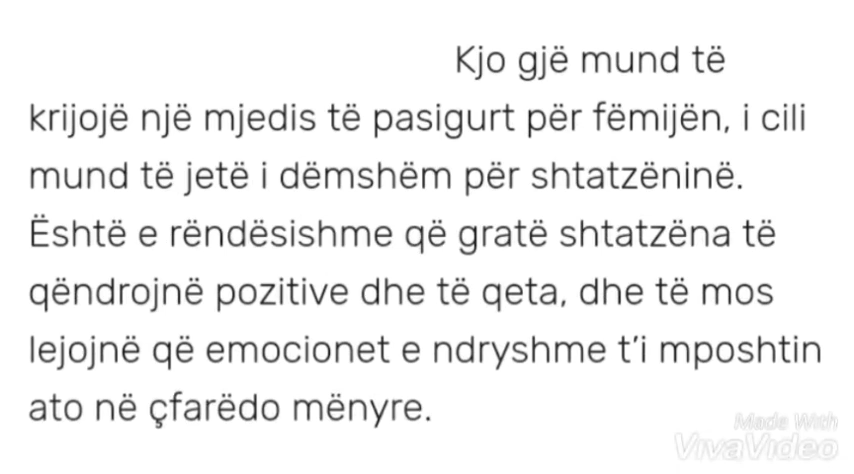 Kjo gjë mund të
krijojë një mjedis të pasigurt për fëmijën, i cili
mund të jetë i dëmshëm për shtatzëninë.
Është e rëndësishme që gratë shtatzëna të
qëndrojnë pozitive dhe të qeta, dhe të mos
lejojnë që emocionet e ndryshme t'i mposhtin
ato në çfarëdo mënyre.
Made With
VivaVideo